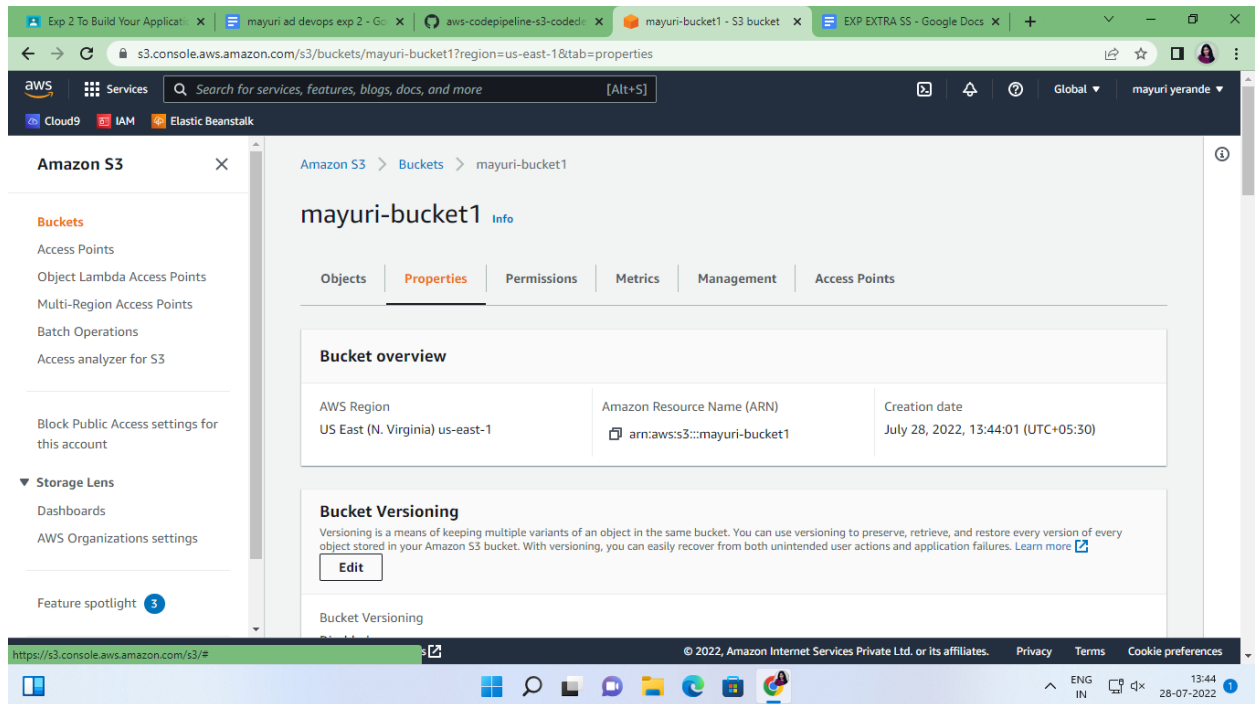 Exp 2 To Build Your Applicatic
mayuri ad devops exp 2 - Go
aws-codepipeline-s3-codede
mayuri-bucket1 - S3 bucket
EXP EXTRA SS - Google Docs
s3.console.aws.amazon.com/s3/buckets/mayuri-bucket1?region=us-east-1&tab=properties
aws
Services
Search for services, features, blogs, docs, and more
[Alt+S]
Global
mayuri yerande
Cloud9
IAM
Elastic Beanstalk
Amazon S3
Buckets
Access Points
Object Lambda Access Points
Multi-Region Access Points
Batch Operations
Access analyzer for S3
Block Public Access settings for
this account
Storage Lens
Dashboards
AWS Organizations settings
Feature spotlight 3
Amazon S3 > Buckets > mayuri-bucket1
mayuri-bucket1 Info
Objects
Properties
Permissions
Metrics
Management
Access Points
Bucket overview
AWS Region
US East (N. Virginia) us-east-1
Amazon Resource Name (ARN)
arn:aws:s3:::mayuri-bucket1
Creation date
July 28, 2022, 13:44:01 (UTC+05:30)
Bucket Versioning
Versioning is a means of keeping multiple variants of an object in the same bucket. You can use versioning to preserve, retrieve, and restore every version of every
object stored in your Amazon S3 bucket. With versioning, you can easily recover from both unintended user actions and application failures. Learn more
Edit
Bucket Versioning
https://s3.console.aws.amazon.com/s3/#
© 2022, Amazon Internet Services Private Ltd. or its affiliates.
Privacy
Terms
Cookie preferences
ENG
IN
13:44
28-07-2022
1